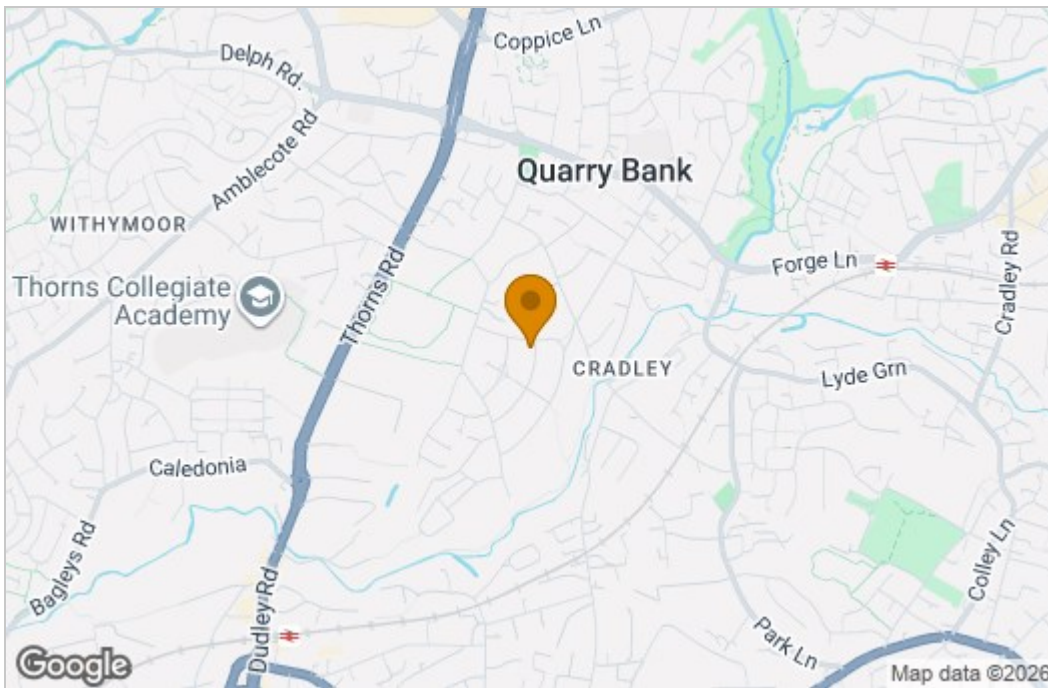 Coppice Ln
Delph Rd.
Amblecote Rd
Quarry Bank
WITHYMOOR
Forge Ln
Cradley Rd
Thorns Collegiate
Academy
Thorns Rd
CRADLEY
Lyde Grn
Caledonia
Bagleys Rd
Colley Ln
Dudley Rd
Park Ln
Google
Map data ©2026